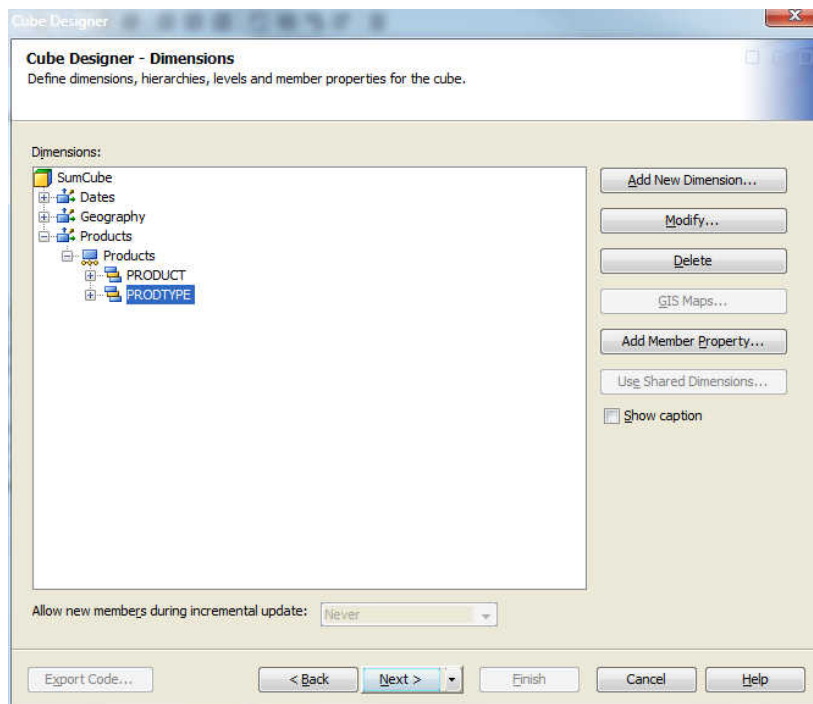 Cube Designer
Cube Designer - Dimensions
Define dimensions, hierarchies, levels and member properties for the cube.
Dimensions:
SumCube
Dates
Geography
Products
Products
PRODUCT
PRODTYPE
Add New Dimension...
Modify...
Delete
GIS Maps...
Add Member Property...
Use Shared Dimensions...
Show caption
Allow new members during incremental update: Never
Export Code... < Back Next > Finish Cancel Help